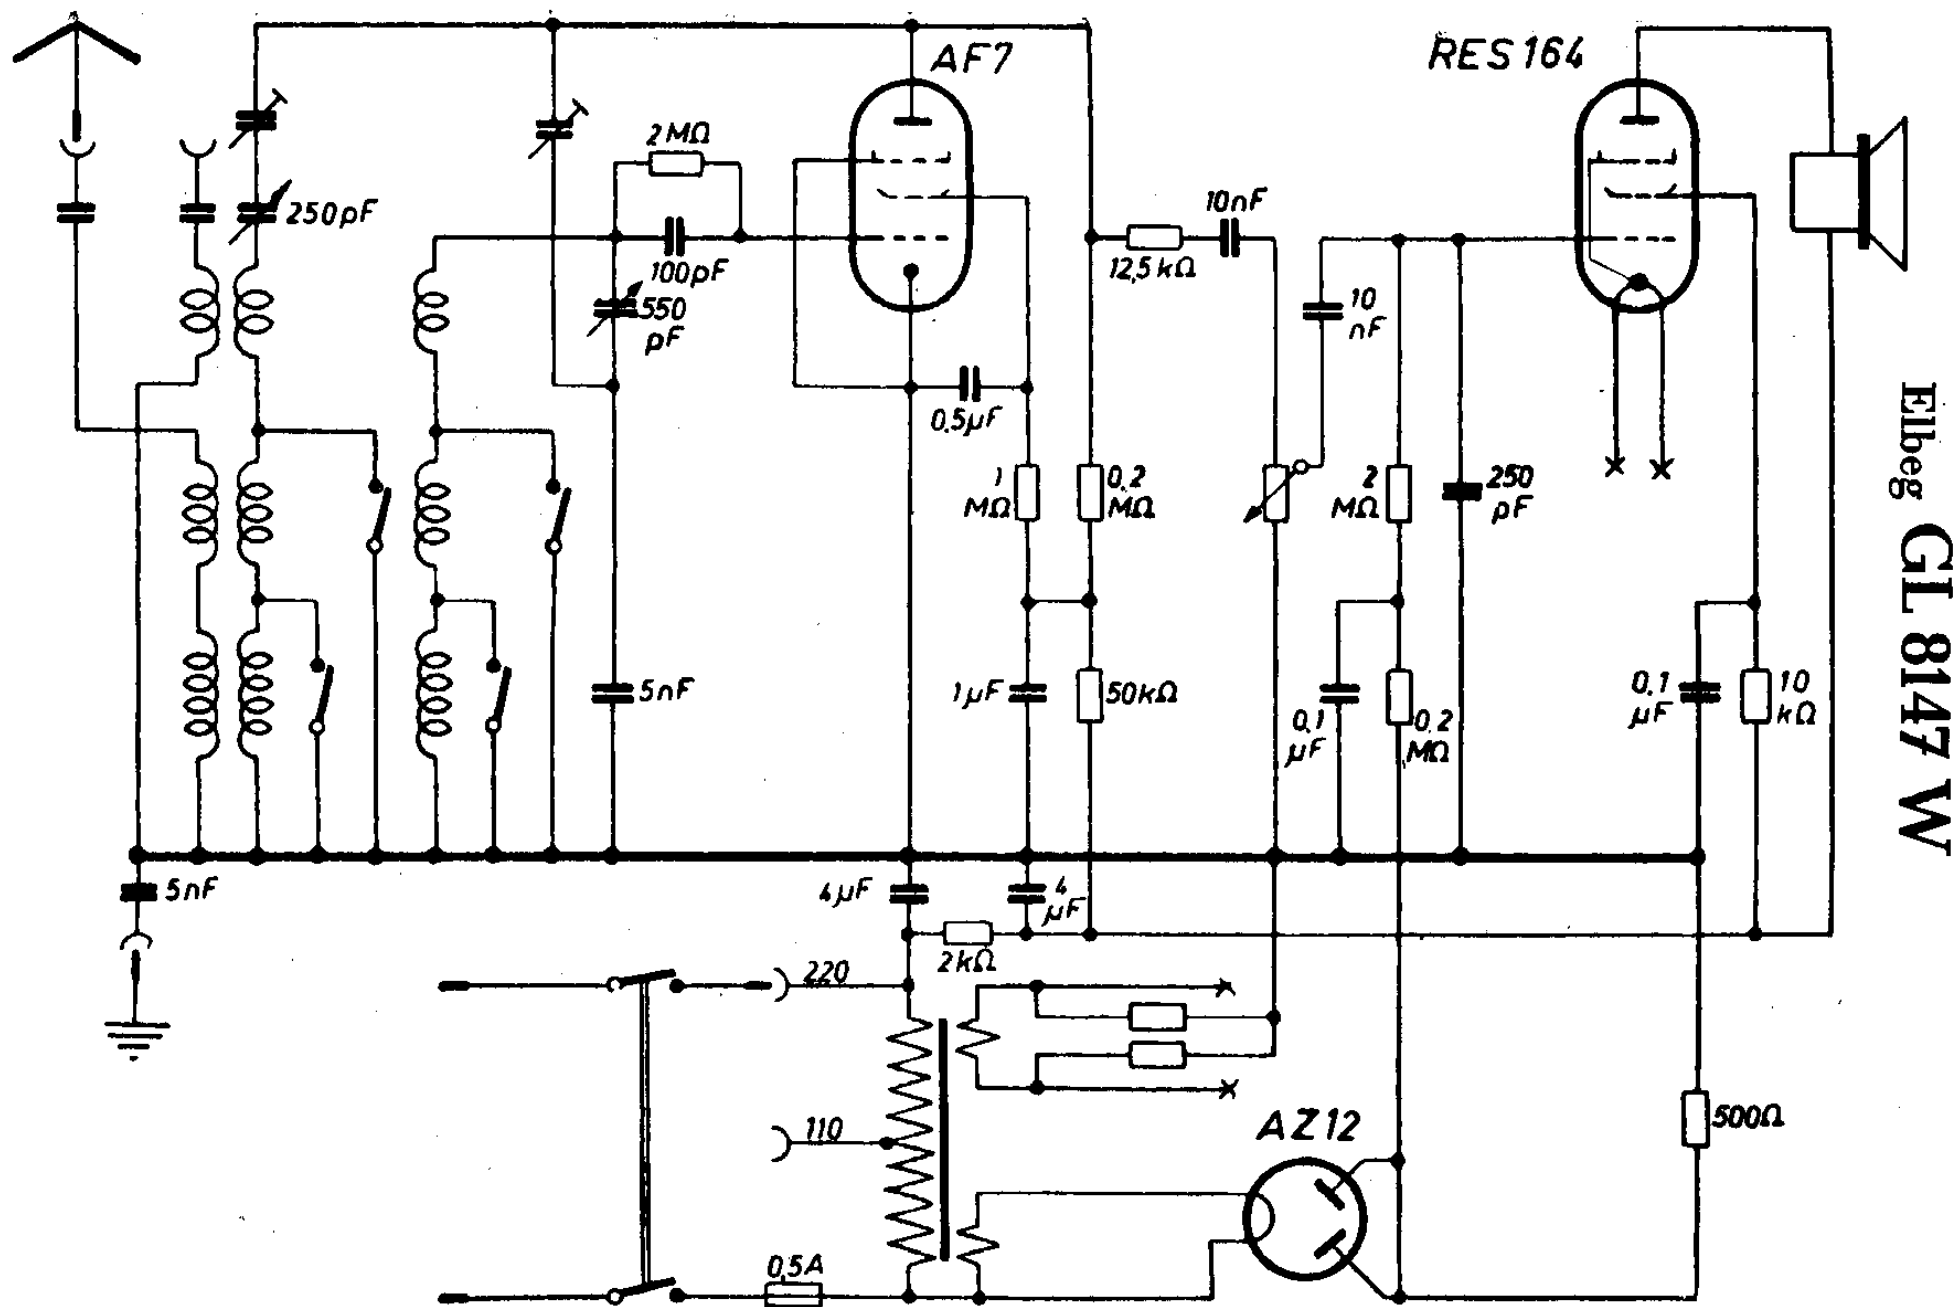 AF7
RES 164
2MΩ
250pF
10nF
100pF
12,5kΩ
550
pF
10
nF
0,5µF
1
MΩ
0,2
MΩ
2
MΩ
250
pF
5nF
1µF
50kΩ
0,1
µF
0,2
MΩ
0,1
µF
10
kΩ
5nF
4µF
4
µF
2kΩ
220
110
AZ12
500Ω
0,5A
Elbeg GL 8147 W